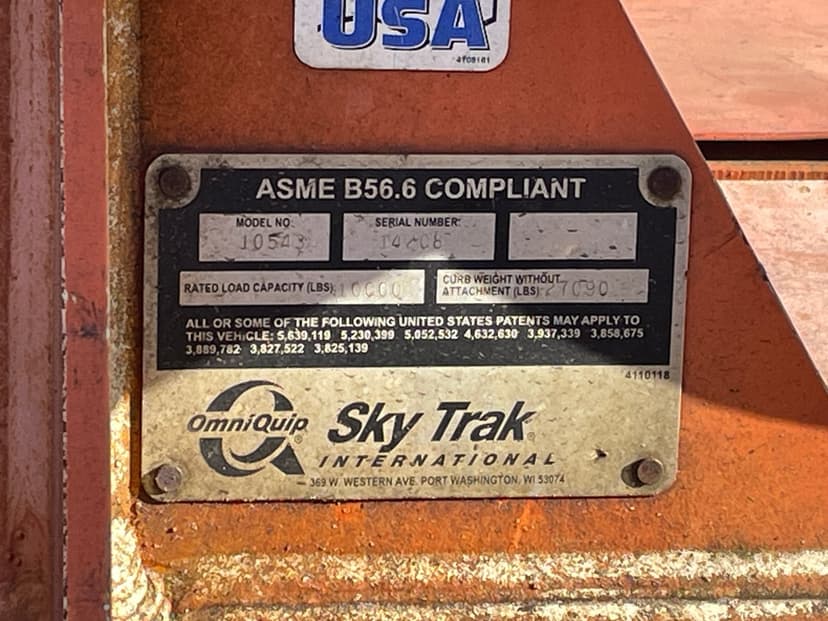 USA
4108161
ASME B56.6 COMPLIANT
MODEL NO.
SERIAL NUMBER:
10543
RATED LOAD CAPACITY (LBS): 10000
CURB WEIGHT WITHOUT
ATTACHMENT (LBS)
ALL OR SOME OF THE FOLLOWING UNITED STATES PATENTS MAY APPLY TO
THIS VEHICLE: 5,639,119 5,230,399 5,052,532 4,632,630 3,937,339 3,858,675
3,889,782 3,827,522 3,825,139
4110118
OmniQuip
Sky Trak
INTERNATIONAL
369 W. WESTERN AVE. PORT WASHINGTON, WI 53074